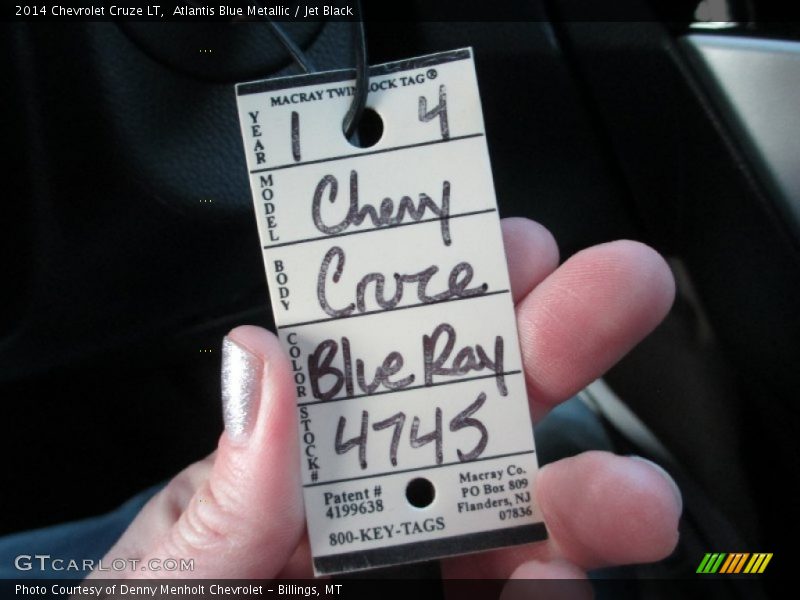 2014 Chevrolet Cruze LT,  Atlantis Blue Metallic / Jet Black
MACRAY TWIN LOCK TAG®
YEAR 1 4
MODEL Chevy
BODY Cruze
COLOR Blue Ray
STOCK# 4745
Patent #
4199638
Macray Co.
PO Box 809
Flanders, NJ
07836
800-KEY-TAGS
GTCARLOT.COM
Photo Courtesy of Denny Menholt Chevrolet – Billings, MT